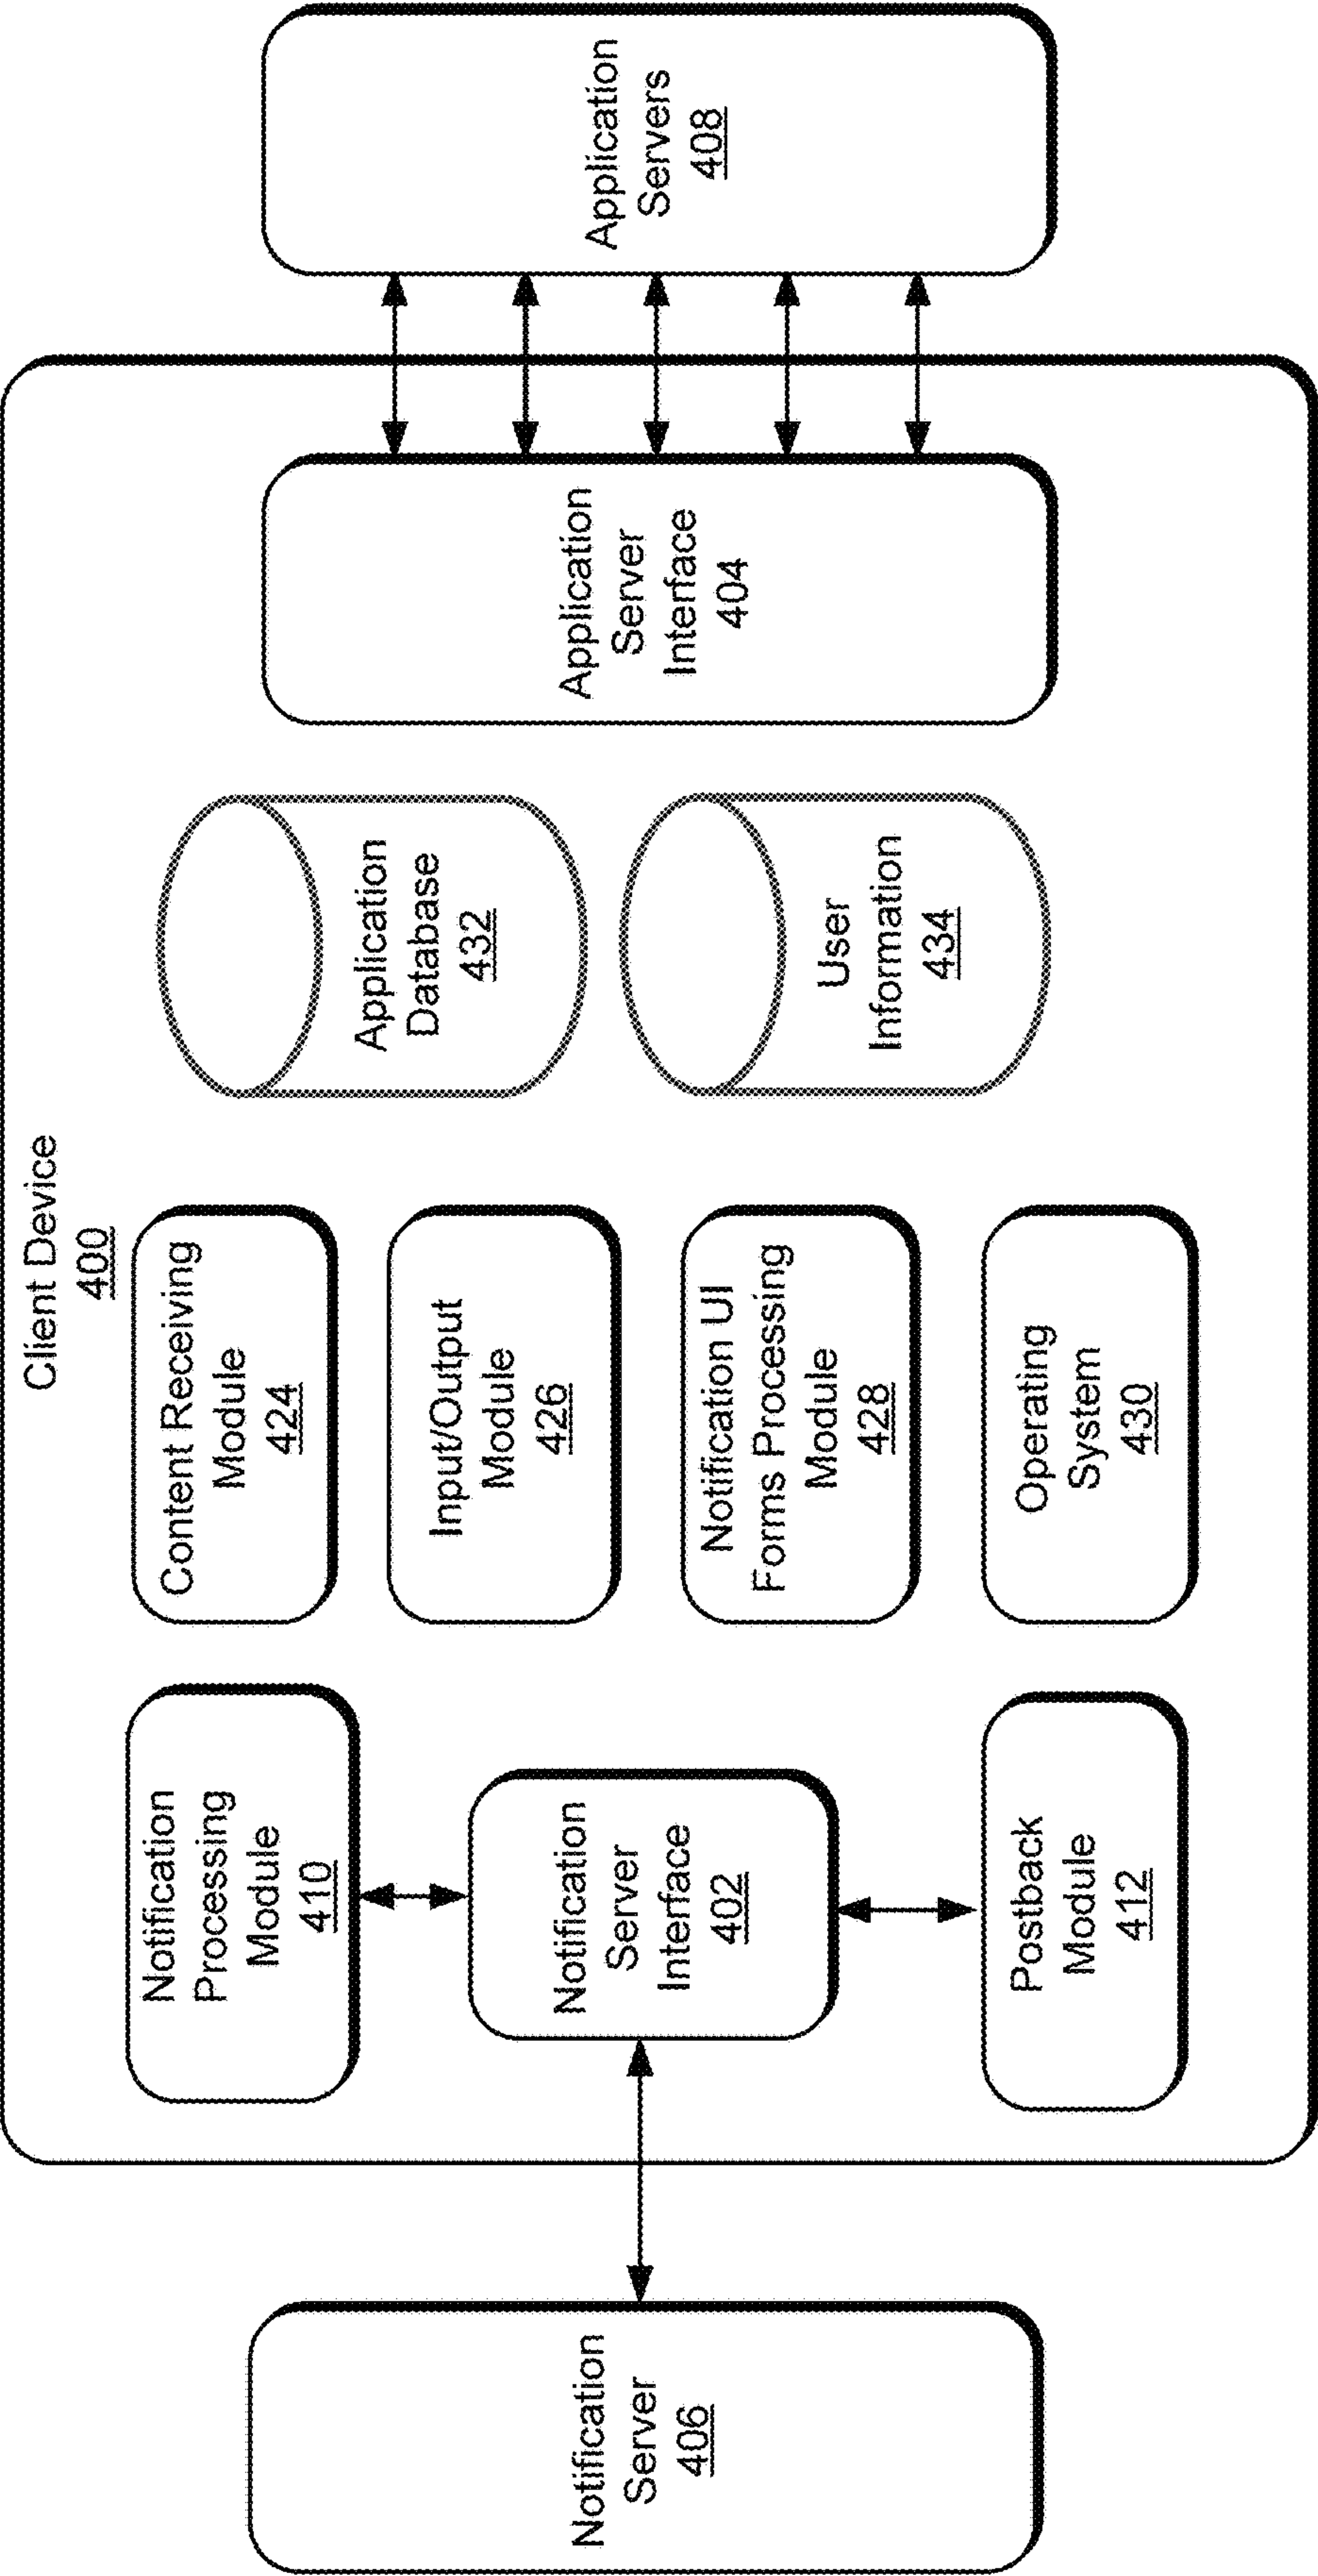 Client Device
400
Notification
Server
406
Notification
Processing
Module
410
Notification
Server
Interface
402
Postback
Module
412
Content Receiving
Module
424
Input/Output
Module
426
Notification UI
Forms Processing
Module
428
Operating
System
430
Application
Database
432
User
Information
434
Application
Server
Interface
404
Application
Servers
408